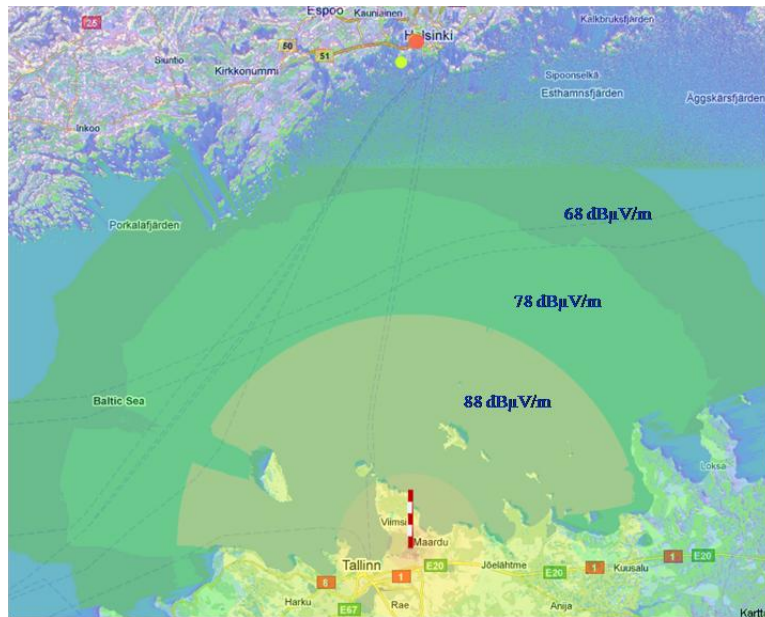 25
Espoo
Kauniainen
Helsinki
Kalkbruksfjärden
50
51
Siuntio
Kirkkonummi
Sipoonselkä
Esthamnsfjärden
Äggskärsfjärden
Inkoo
68 dBµV/m
Porkalafjärden
78 dBµV/m
Baltic Sea
88 dBµV/m
Loksa
Viimsi
Maardu
Tallinn
E20
Jõelähtme
E20
1
Kuusalu
1
E20
8
1
Harku
E67
Rae
Anija
Kartt